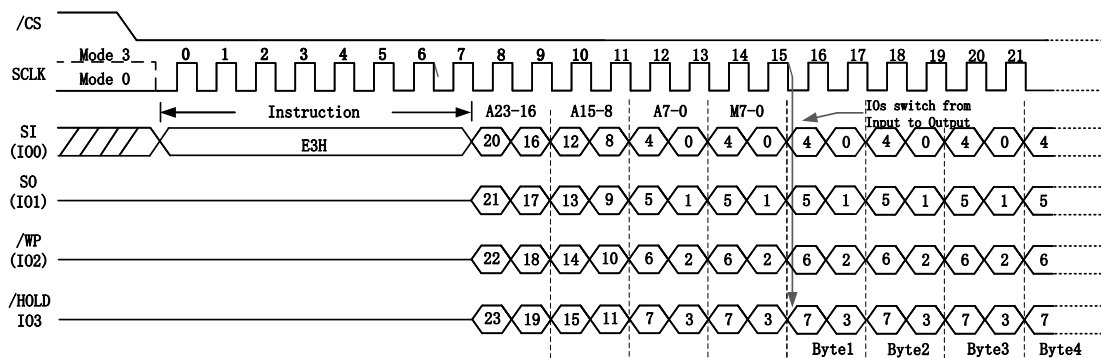 /CS
Mode 3 0 1 2 3 4 5 6 7 8 9 10 11 12 13 14 15 16 17 18 19 20 21
SCLK
Mode 0
Instruction A23-16 A15-8 A7-0 M7-0 IOs switch from
Input to Output
SI
(IO0)
E3H 20 16 12 8 4 0 4 0 4 0 4 0 4 0 4
SO
(IO1)
21 17 13 9 5 1 5 1 5 1 5 1 5 1 5
/WP
(IO2)
22 18 14 10 6 2 6 2 6 2 6 2 6 2 6
/HOLD
IO3
23 19 15 11 7 3 7 3 7 3 7 3 7 3 7
Byte1 Byte2 Byte3 Byte4